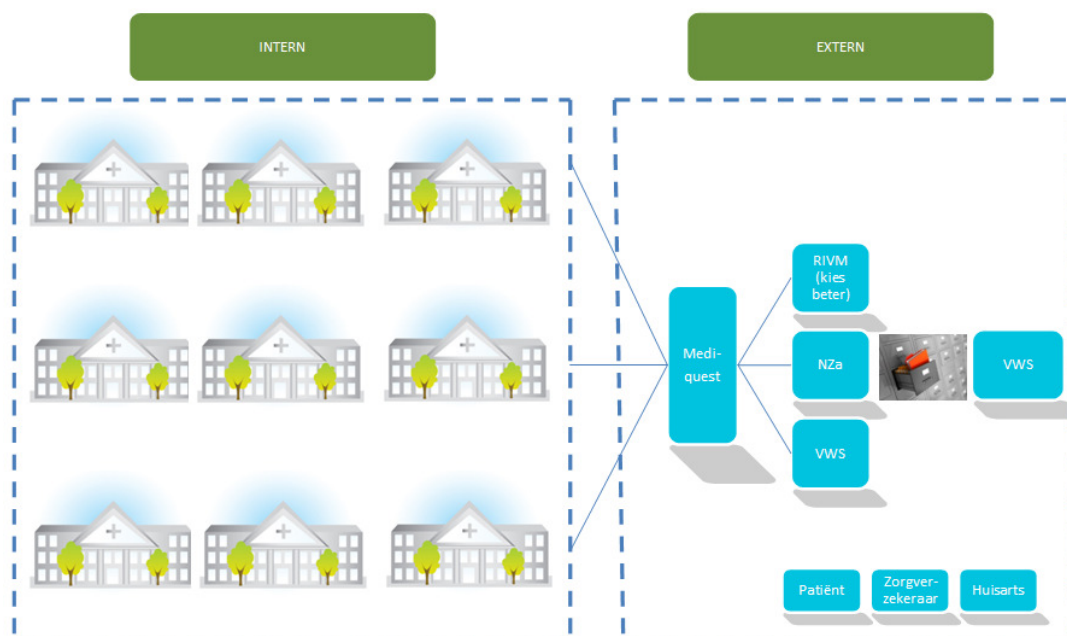 INTERN
EXTERN
RIVM
(kies
beter)
Medi-
quest
NZa
VWS
VWS
Patiënt
Zorgver-
zekeraar
Huisarts